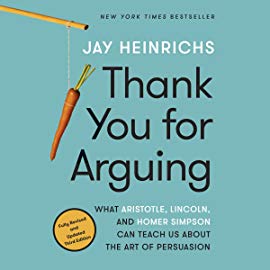 NEW YORK TIMES BESTSELLER
JAY HEINRICHS
Thank
You for
Arguing
WHAT ARISTOTLE, LINCOLN,
AND HOMER SIMPSON
CAN TEACH US ABOUT
THE ART OF PERSUASION
Fully Revised
and Updated
Third Edition